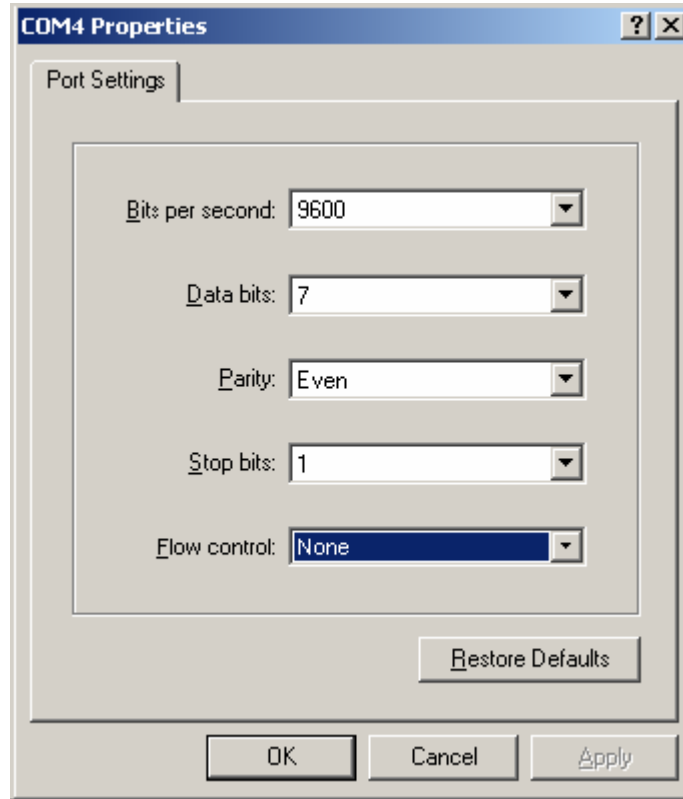 COM4 Properties
Port Settings
Bits per second: 9600
Data bits: 7
Parity: Even
Stop bits: 1
Flow control: None
Restore Defaults
OK Cancel Apply